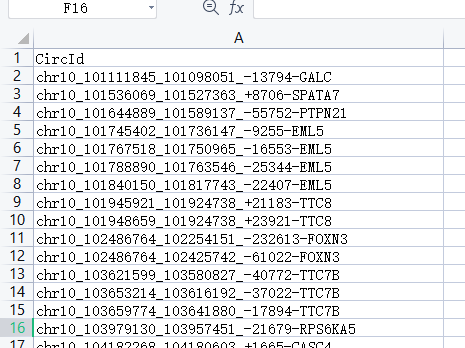 F16
fx
A
1 CircId
2 chr10_101111845_101098051_-13794-GALC
3 chr10_101536069_101527363_+8706-SPATA7
4 chr10_101644889_101589137_-55752-PTPN21
5 chr10_101745402_101736147_-9255-EML5
6 chr10_101767518_101750965_-16553-EML5
7 chr10_101788890_101763546_-25344-EML5
8 chr10_101840150_101817743_-22407-EML5
9 chr10_101945921_101924738_+21183-TTC8
10 chr10_101948659_101924738_+23921-TTC8
11 chr10_102486764_102254151_-232613-FOXN3
12 chr10_102486764_102425742_-61022-FOXN3
13 chr10_103621599_103580827_-40772-TTC7B
14 chr10_103653214_103616192_-37022-TTC7B
15 chr10_103659774_103641880_-17894-TTC7B
16 chr10_103979130_103957451_-21679-RPS6KA5
17 chr10_104182268_104180603_+1665-CASC4